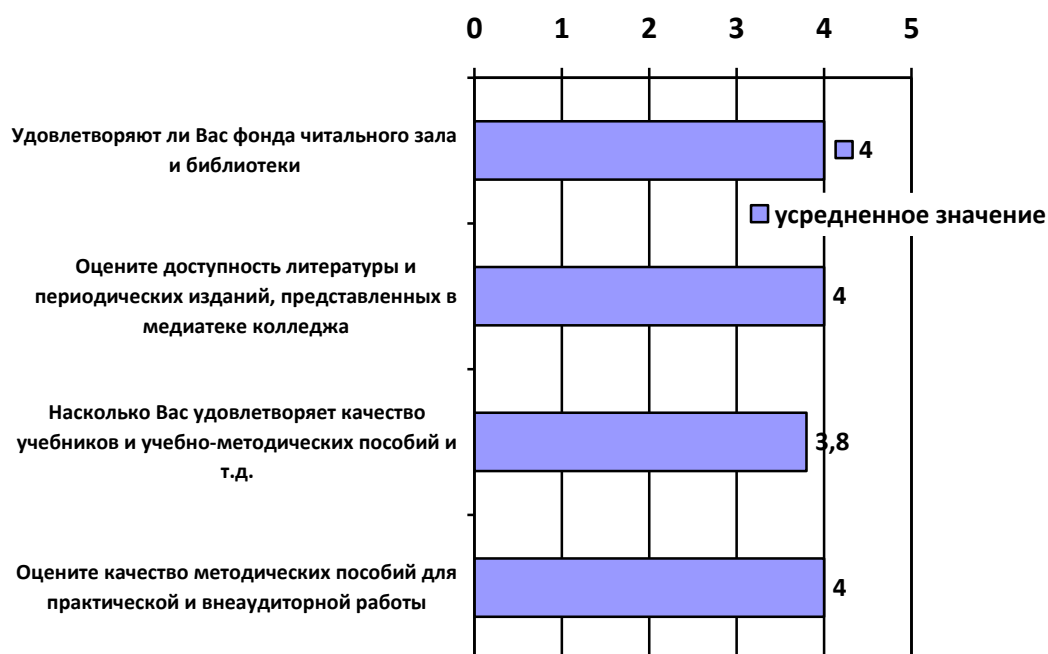 0 1 2 3 4 5
Удовлетворяют ли Вас фонда читального зала
и библиотеки
4
усредненное значение
Оцените доступность литературы и
периодических изданий, представленных в
медиатеке колледжа
4
Насколько Вас удовлетворяет качество
учебников и учебно-методических пособий и
т.д.
3,8
Оцените качество методических пособий для
практической и внеаудиторной работы
4